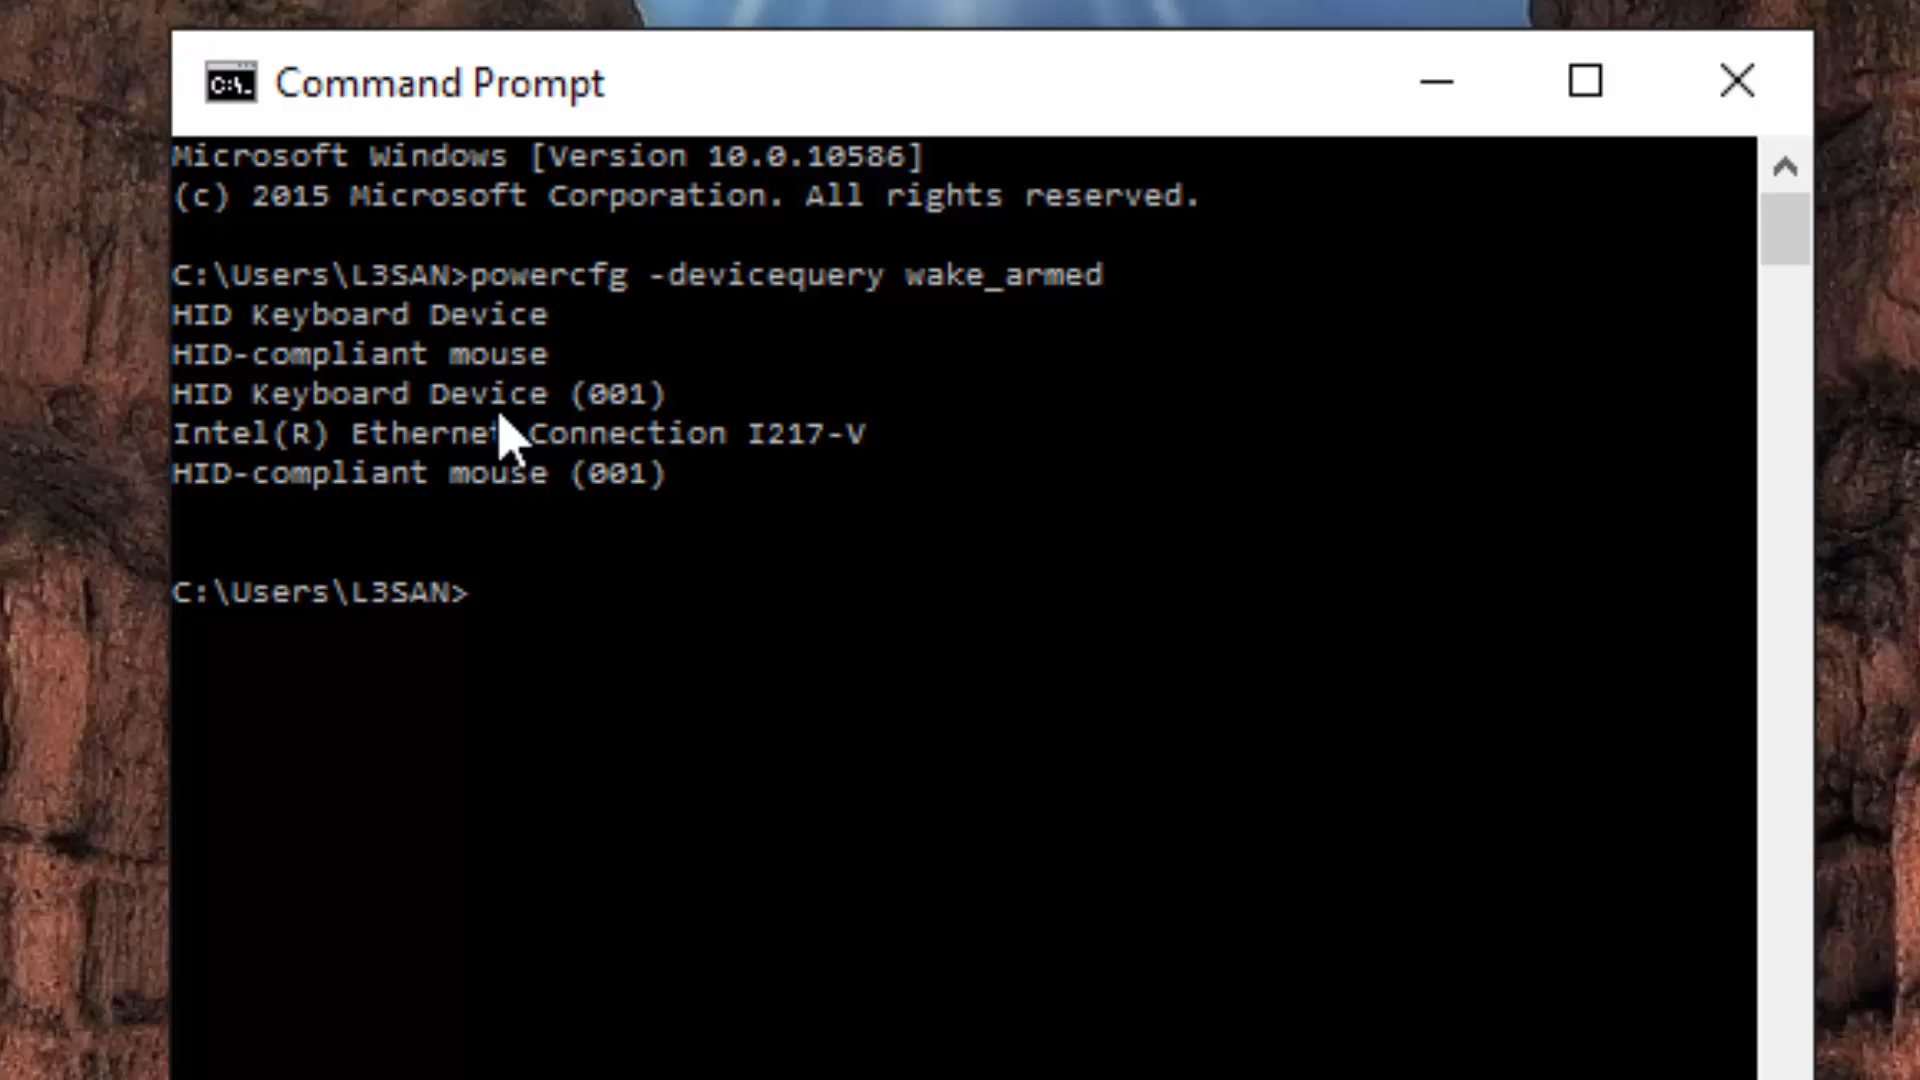 Command Prompt
Microsoft Windows [Version 10.0.10586]
(c) 2015 Microsoft Corporation. All rights reserved.
C:\Users\L3SAN>powercfg -devicequery wake_armed
HID Keyboard Device
HID-compliant mouse
HID Keyboard Device (001)
Intel(R) Ethernet Connection I217-V
HID-compliant mouse (001)
C:\Users\L3SAN>